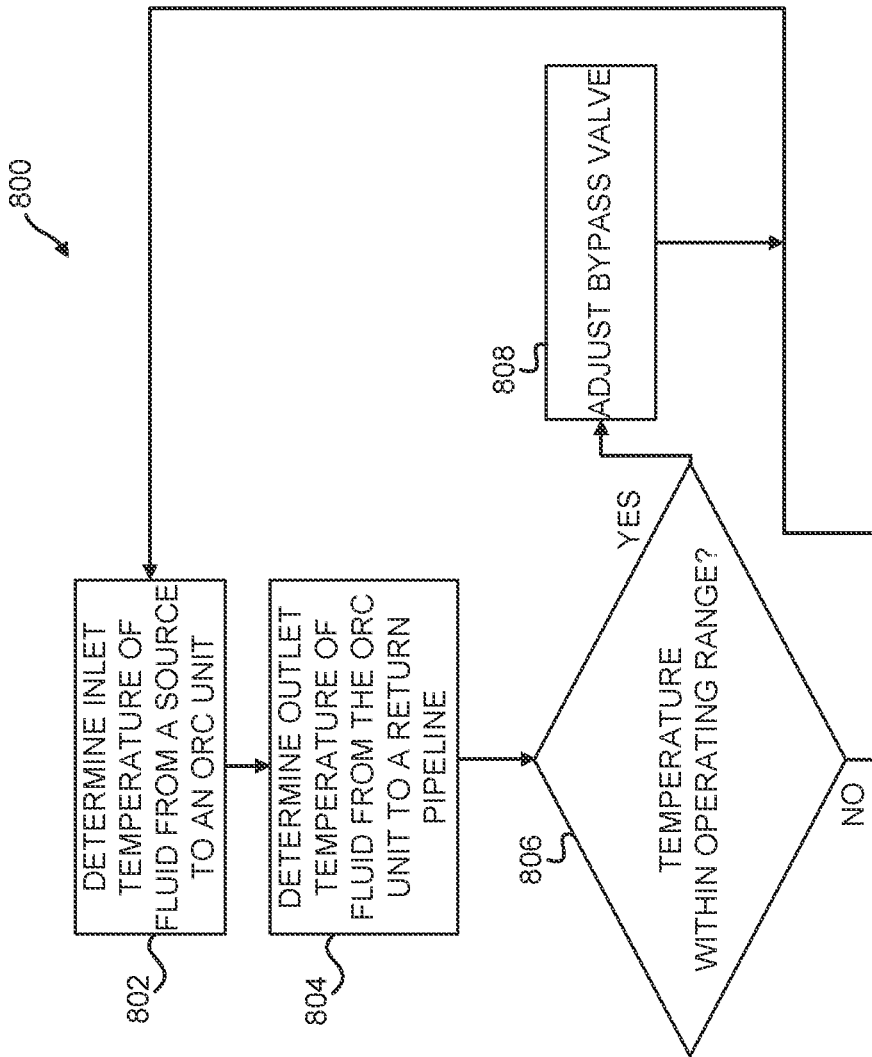 800
802
DETERMINE INLET
TEMPERATURE OF
FLUID FROM A SOURCE
TO AN ORC UNIT
804
DETERMINE OUTLET
TEMPERATURE OF
FLUID FROM THE ORC
UNIT TO A RETURN
PIPELINE
806
TEMPERATURE
WITHIN OPERATING RANGE?
YES
NO
808
ADJUST BYPASS VALVE